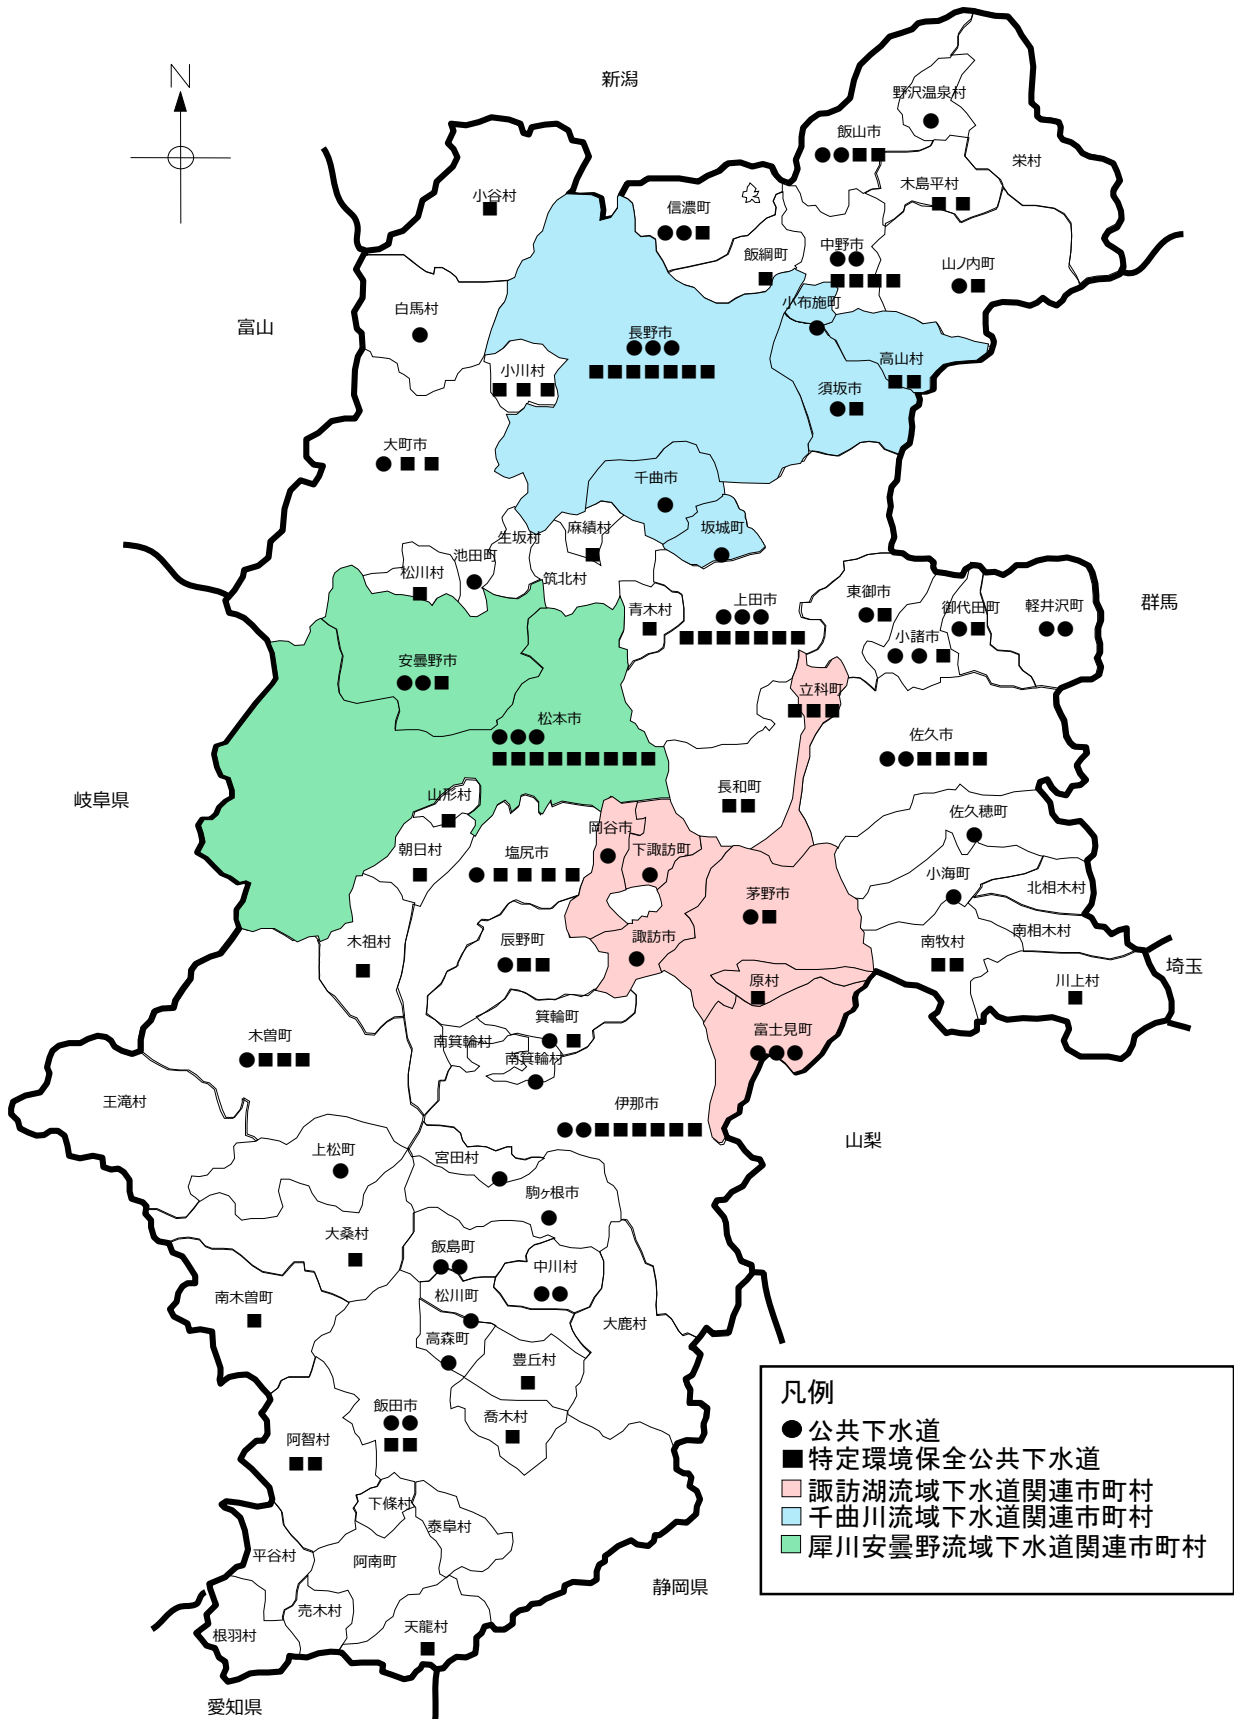 N
新潟
野沢温泉村
飯山市
栄村
木島平村
小谷村
信濃町
中野市
飯綱町
山ノ内町
小布施町
白馬村
富山
長野市
高山村
小川村
須坂市
大町市
千曲市
坂城町
麻績村
生坂村
池田町
松川村
筑北村
青木村
上田市
東御市
御代田町
軽井沢町
群馬
小諸市
安曇野市
立科町
松本市
佐久市
長和町
山形村
岐阜県
佐久穂町
岡谷市
下諏訪町
朝日村
塩尻市
小海町
北相木村
茅野市
南相木村
木祖村
辰野町
諏訪市
南牧村
埼玉
原村
川上村
箕輪町
富士見町
木曽町
南箕輪村
南箕輪村
王滝村
伊那市
山梨
上松町
宮田村
駒ヶ根市
大桑村
飯島町
中川村
南木曽町
松川町
大鹿村
高森町
豊丘村
飯田市
喬木村
阿智村
下條村
泰阜村
平谷村
阿南町
静岡県
売木村
天龍村
根羽村
愛知県
凡例
公共下水道
特定環境保全公共下水道
諏訪湖流域下水道関連市町村
千曲川流域下水道関連市町村
犀川安曇野流域下水道関連市町村